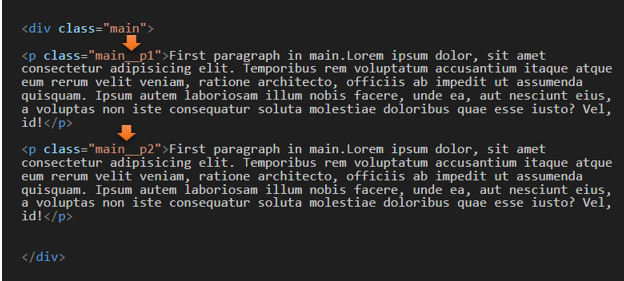 <div class="main">
<p class="main__p1">First paragraph in main.Lorem ipsum dolor, sit amet
consectetur adipisicing elit. Temporibus rem voluptatum accusantium itaque atque
eum rerum velit veniam, ratione architecto, officiis ab impedit ut assumenda
quisquam. Ipsum autem laboriosam illum nobis facere, unde ea, aut nesciunt eius,
a voluptas non iste consequatur soluta molestiae doloribus quae esse iusto? Vel,
id!</p>
<p class="main__p2">First paragraph in main.Lorem ipsum dolor, sit amet
consectetur adipisicing elit. Temporibus rem voluptatum accusantium itaque atque
eum rerum velit veniam, ratione architecto, officiis ab impedit ut assumenda
quisquam. Ipsum autem laboriosam illum nobis facere, unde ea, aut nesciunt eius,
a voluptas non iste consequatur soluta molestiae doloribus quae esse iusto? Vel,
id!</p>
</div>